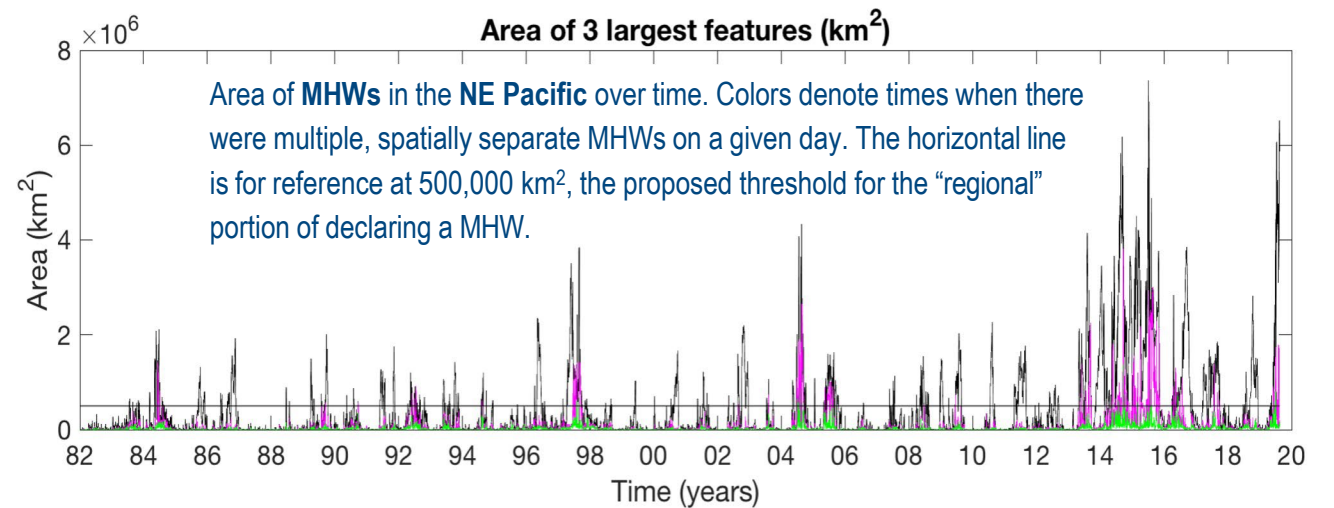 Area of 3 largest features (km²)
×10⁶
8
6
4
2
0
Area (km²)
Area of MHWs in the NE Pacific over time. Colors denote times when there
were multiple, spatially separate MHWs on a given day. The horizontal line
is for reference at 500,000 km², the proposed threshold for the “regional”
portion of declaring a MHW.
82 84 86 88 90 92 94 96 98 00 02 04 06 08 10 12 14 16 18 20
Time (years)